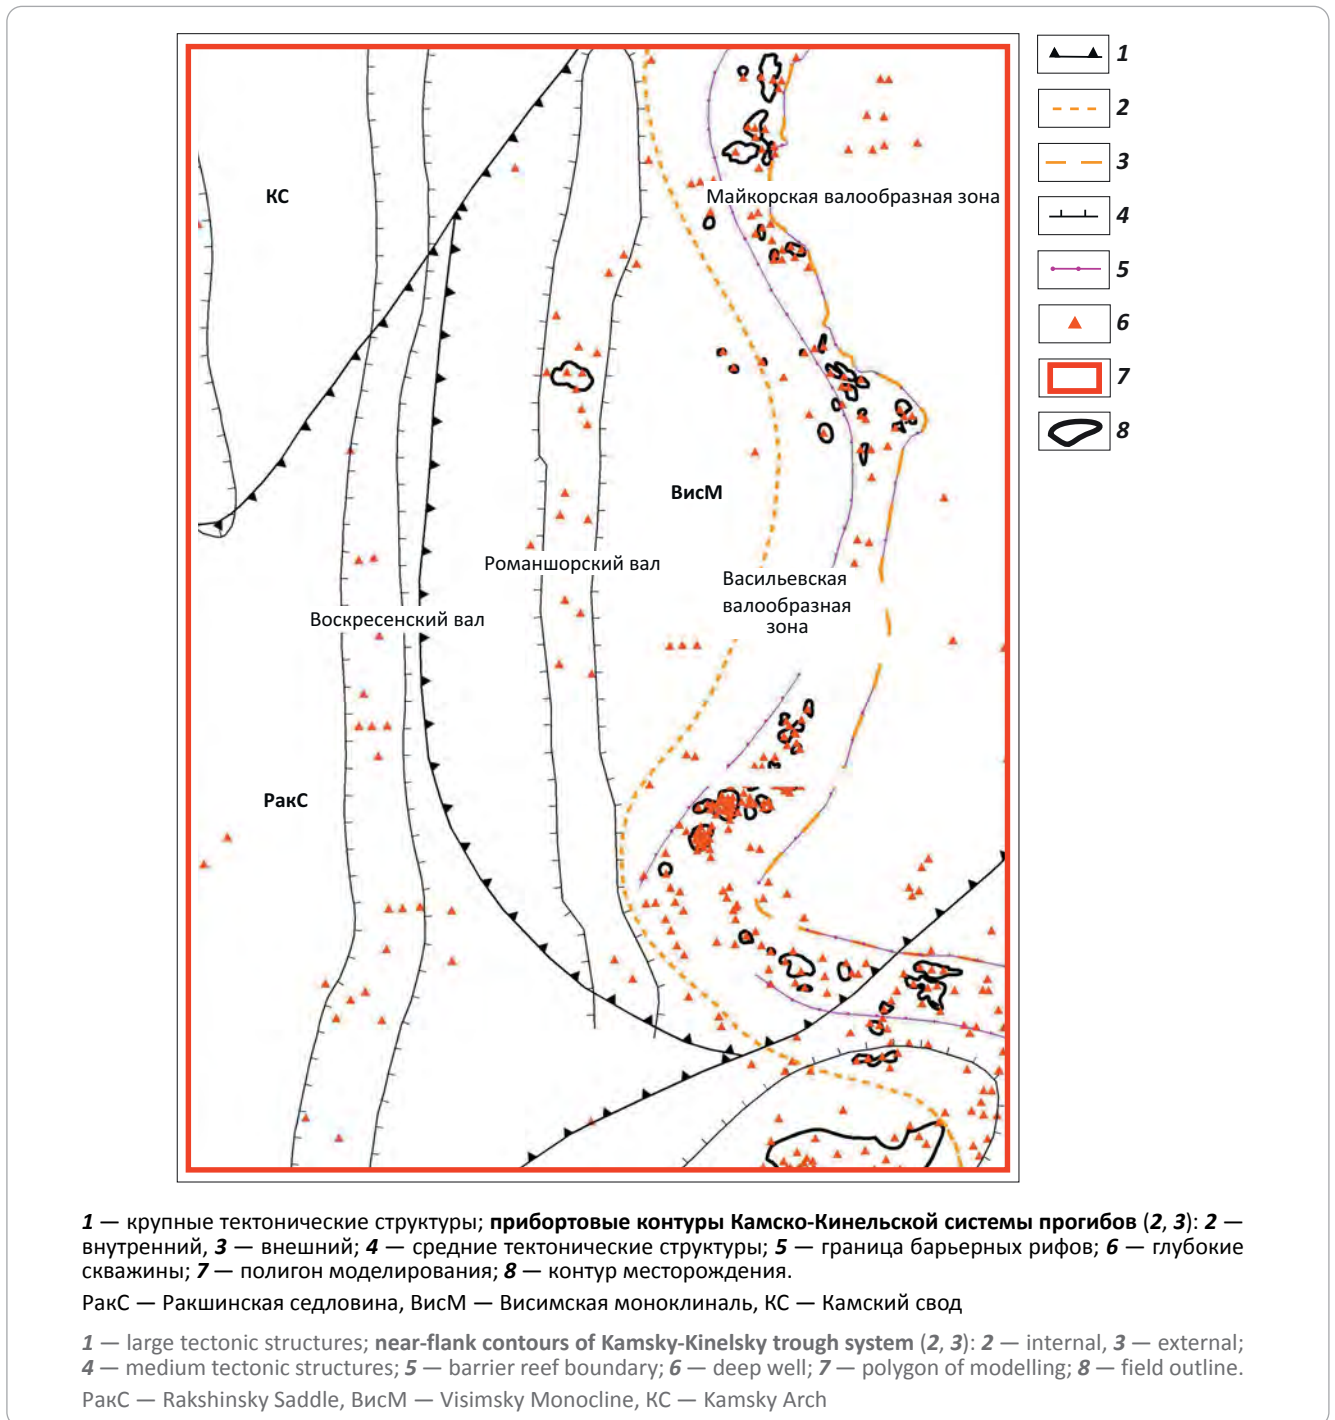 1
2
3
4
5
6
7
8
КС
Майкорская валообразная зона
ВисМ
Романшорский вал
Васильевская
валообразная
зона
Воскресенский вал
РакС
1 — крупные тектонические структуры; прибортовые контуры Камско-Кинельской системы прогибов (2, 3): 2 —
внутренний, 3 — внешний; 4 — средние тектонические структуры; 5 — граница барьерных рифов; 6 — глубокие
скважины; 7 — полигон моделирования; 8 — контур месторождения.
РакС — Ракшинская седловина, ВисМ — Висимская моноклиналь, КС — Камский свод
1 — large tectonic structures; near-flank contours of Kamsky-Kinelsky trough system (2, 3): 2 — internal, 3 — external;
4 — medium tectonic structures; 5 — barrier reef boundary; 6 — deep well; 7 — polygon of modelling; 8 — field outline.
РакС — Rakshinsky Saddle, ВисМ — Visimsky Monocline, КС — Kamsky Arch